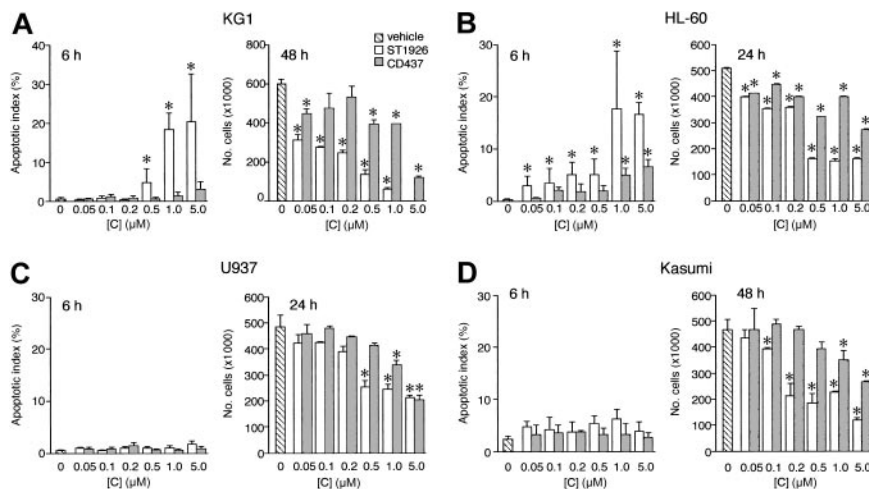 A
KG1
6 h
Apoptotic index (%)
40
30
20
10
0
* * *
0 0.05 0.1 0.2 0.5 1.0 5.0
[C] (µM)
48 h
vehicle
ST1926
CD437
No. cells (x1000)
800
600
400
200
0
* * * * * * * *
0 0.05 0.1 0.2 0.5 1.0 5.0
[C] (µM)
B
HL-60
6 h
Apoptotic index (%)
30
20
10
0
* * * * * * * *
0 0.05 0.1 0.2 0.5 1.0 5.0
[C] (µM)
24 h
No. cells (x1000)
600
500
400
300
200
100
0
* * * * * * * * * * * *
0 0.05 0.1 0.2 0.5 1.0 5.0
[C] (µM)
C
U937
6 h
Apoptotic index (%)
30
20
10
0
0 0.05 0.1 0.2 0.5 1.0 5.0
[C] (µM)
24 h
No. cells (x1000)
600
500
400
300
200
100
0
* * * * *
0 0.05 0.1 0.2 0.5 1.0 5.0
[C] (µM)
D
Kasumi
6 h
Apoptotic index (%)
30
20
10
0
0 0.05 0.1 0.2 0.5 1.0 5.0
[C] (µM)
48 h
No. cells (x1000)
600
500
400
300
200
100
0
* * * * * * *
0 0.05 0.1 0.2 0.5 1.0 5.0
[C] (µM)